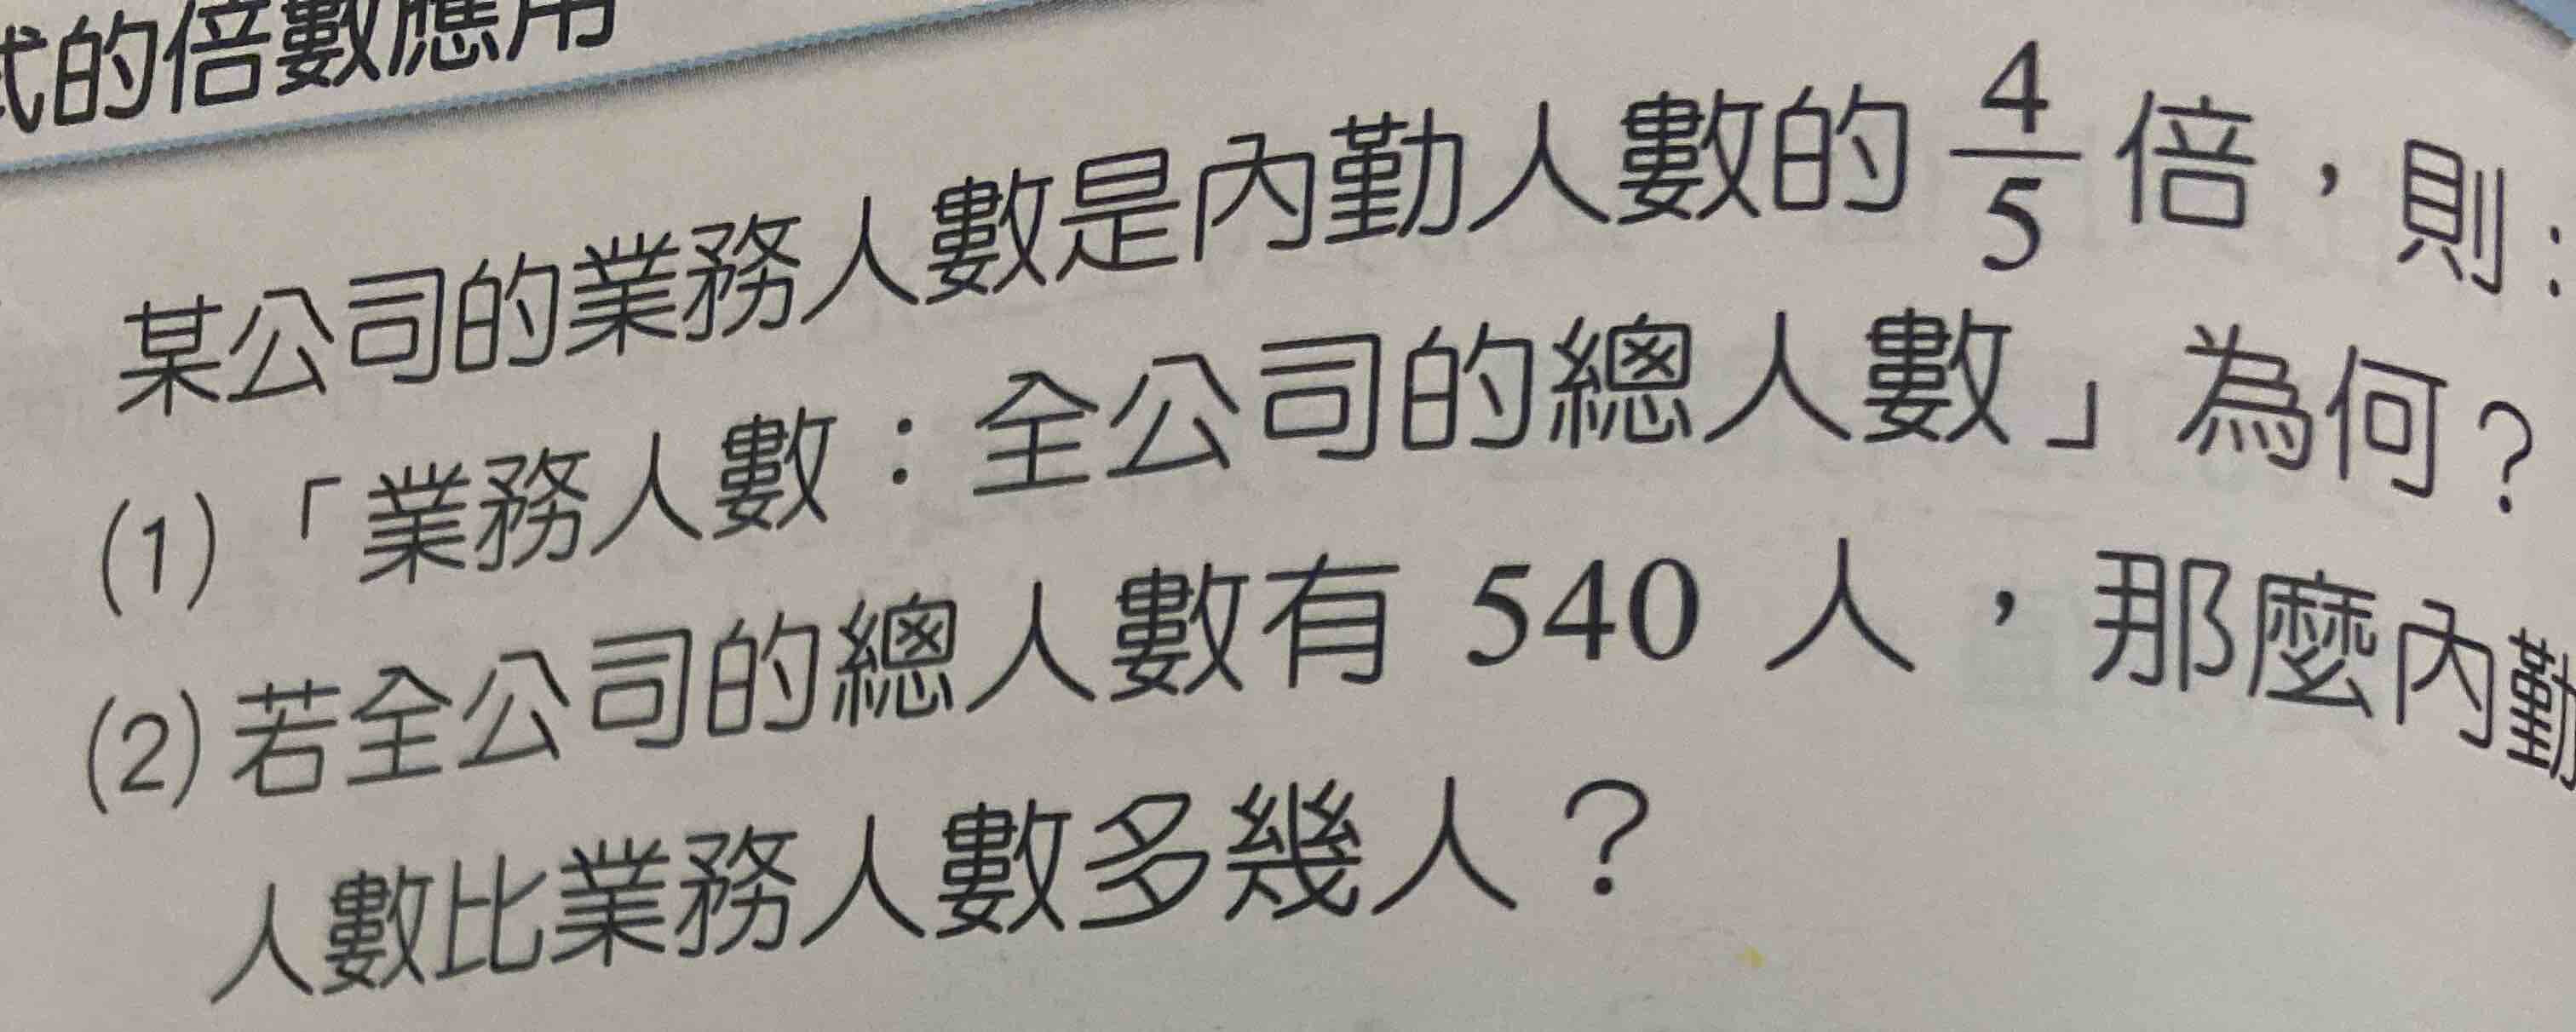 式的倍數應用
某公司的業務人數是內勤人數的 4/5 倍,則:
(1)「業務人數:全公司的總人數」為何?
(2) 若全公司的總人數有 540 人,那麼內勤
人數比業務人數多幾人?